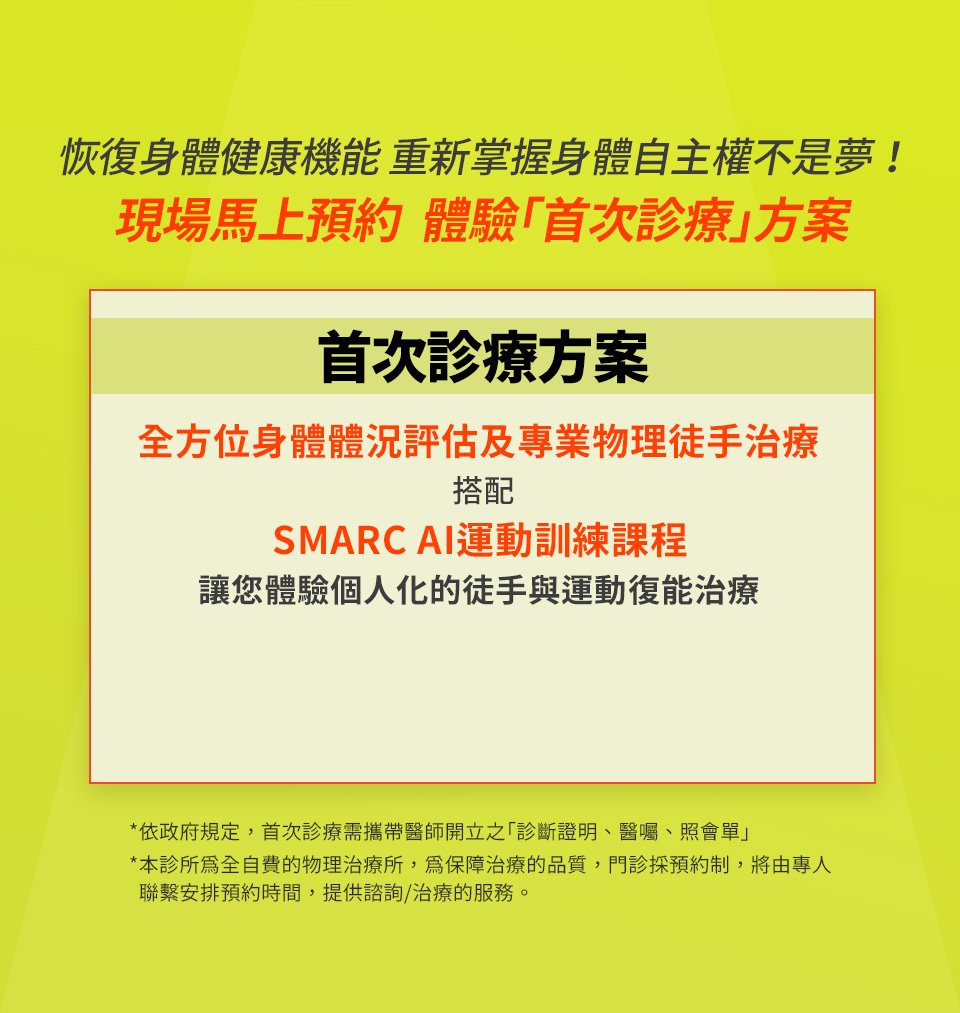 恢復身體健康機能 重新掌握身體自主權不是夢！
現場馬上預約 體驗「首次診療」方案
首次診療方案
全方位身體體況評估及專業物理徒手治療
搭配
SMARC AI運動訓練課程
讓您體驗個人化的徒手與運動復能治療
*依政府規定，首次診療需攜帶醫師開立之「診斷證明、醫囑、照會單」
*本診所爲全自費的物理治療所，爲保障治療的品質，門診採預約制，將由專人
聯繫安排預約時間，提供諮詢/治療的服務。